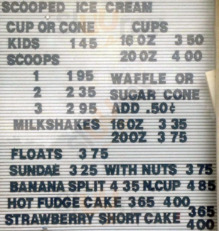 SCOOPED ICE CREAM
CUP OR CONE CUPS
KIDS 1 45 16 OZ 3 50
SCOOPS 20 OZ 4 00
1 1 95 WAFFLE OR
2 2 35 SUGAR CONE
3 2 95 ADD .50¢
MILKSHAKES 16 OZ 3 35
20 OZ 3 75
FLOATS 3 75
SUNDAE 3 25 WITH NUTS 3 75
BANANA SPLIT 4 35 N.CUP 4 85
HOT FUDGE CAKE 3 65 4 00
STRAWBERRY SHORT CAKE 3 65
4 00